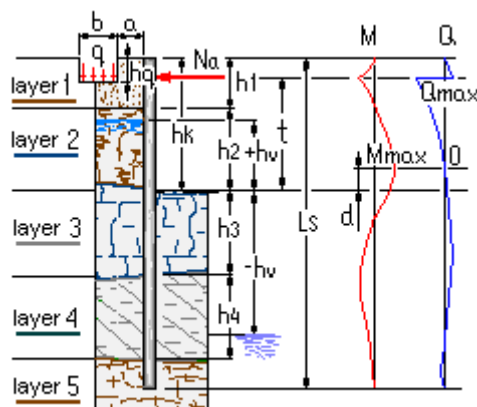 b a M Q
q hq Na
layer 1 h1
Qmax
hk t
layer 2 h2 +hv Mmax 0
Ls d
layer 3 h3
-hv
layer 4 h4
layer 5